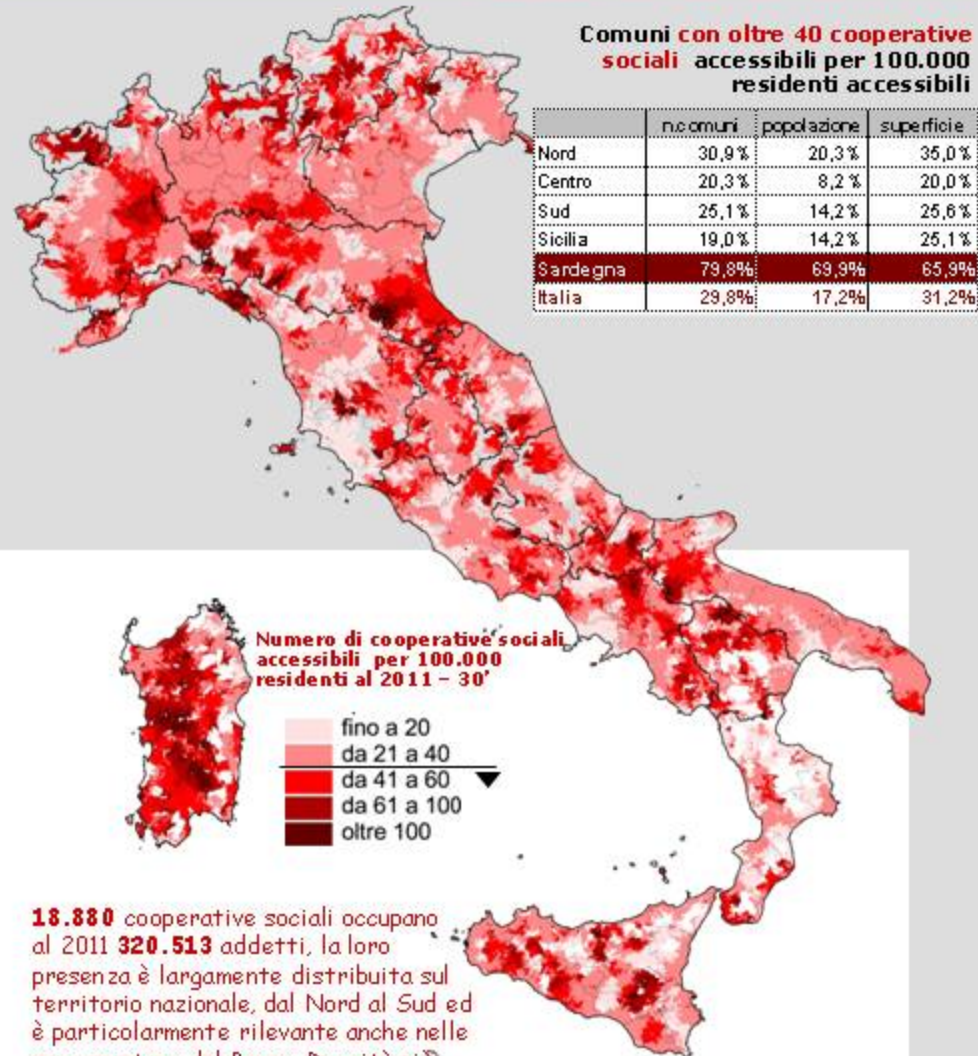 Comuni con oltre 40 cooperative
sociali accessibili per 100.000
residenti accessibili
n.comuni popolazione superficie
Nord 30,9% 20,3% 35,0%
Centro 20,3% 8,2% 20,0%
Sud 25,1% 14,2% 25,6%
Sicilia 19,0% 14,2% 25,1%
Sardegna 79,8% 69,9% 65,9%
Italia 29,8% 17,2% 31,2%
Numero di cooperative sociali
accessibili per 100.000
residenti al 2011 – 30'
fino a 20
da 21 a 40
da 41 a 60
da 61 a 100
oltre 100
18.880 cooperative sociali occupano
al 2011 320.513 addetti, la loro
presenza è largamente distribuita sul
territorio nazionale, dal Nord al Sud ed
è particolarmente rilevante anche nelle